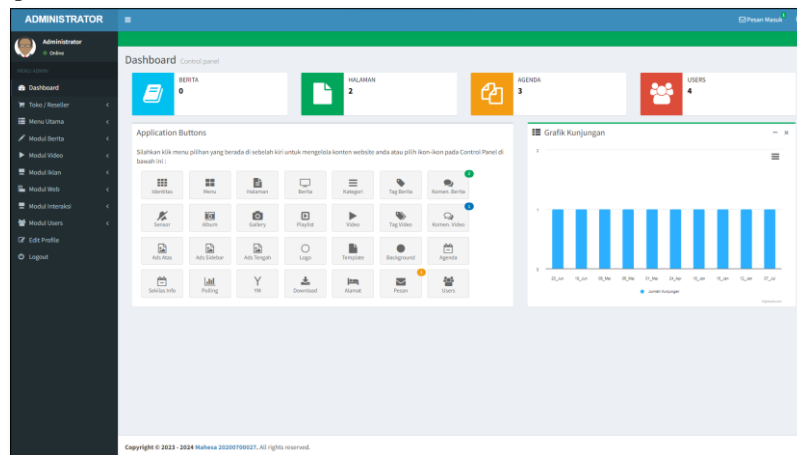 ADMINISTRATOR
Pesan Masuk
Administrator
Online
MENU ADMIN
Dashboard
Toko / Reseller
Menu Utama
Modul Berita
Modul Video
Modul Iklan
Modul Web
Modul Interaksi
Modul Users
Edit Profile
Logout
Dashboard Control panel
BERITA
0
HALAMAN
2
AGENDA
3
USERS
4
Application Buttons
Silahkan klik menu pilihan yang berada di sebelah kiri untuk mengelola konten website anda atau pilih ikon-ikon pada Control Panel di
bawah ini :
Identitas Menu Halaman Berita Kategori Tag Berita Komen. Berita
Sensor Album Gallery Playlist Video Tag Video Komen. Video
Ads Atas Ads Sidebar Ads Tengah Logo Template Background Agenda
Sekilas Info Polling YM Download Alamat Pesan Users
Grafik Kunjungan
2
1
0
Jumlah Kunjungan
Copyright © 2023 - 2024 Mahesa 20200700027. All rights reserved.